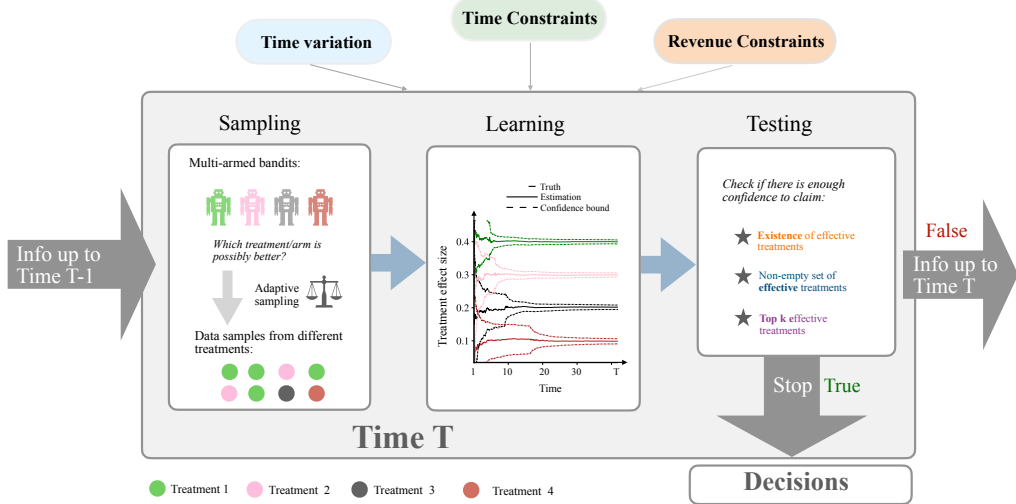 Time variation
Time Constraints
Revenue Constraints
Sampling
Learning
Testing
Info up to
Time T-1
Multi-armed bandits:
Which treatment/arm is
possibly better?
Adaptive
sampling
Data samples from different
treatments:
Truth
Estimation
Confidence bound
Treatment effect size
0.4
0.3
0.2
0.1
1
10
20
30
T
Time
Check if there is enough
confidence to claim:
Existence of effective
treatments
Non-empty set of
effective treatments
Top k effective
treatments
False
Info up to
Time T
Stop
True
Time T
Decisions
Treatment 1
Treatment 2
Treatment 3
Treatment 4